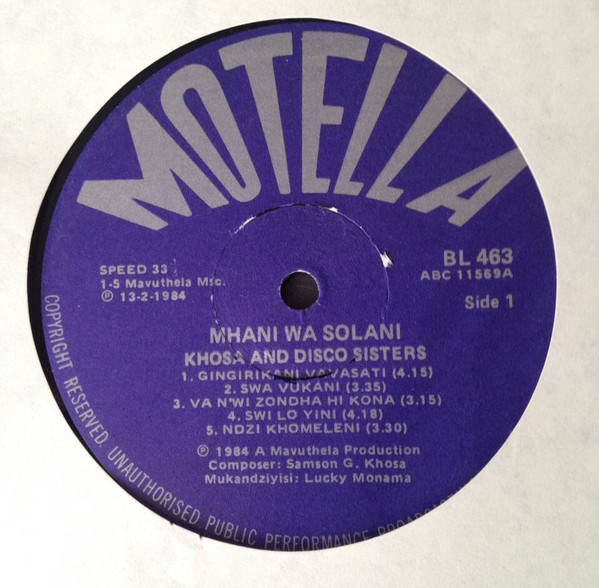 MOTELLA
SPEED 33
1-5 Mavuthela Msc.
℗ 13-2-1984
BL 463
ABC 11569A
Side 1
MHANI WA SOLANI
KHOSA AND DISCO SISTERS
1. GINGIRIKANI VAVASATI (4.15)
2. SWA VUKANI (3.35)
3. VA N'WI ZONDHA HI KONA (3.15)
4. SWI LO YINI (4.18)
5. NDZI KHOMELENI (3.30)
℗ 1984 A Mavuthela Production
Composer: Samson G. Khosa
Mukandziyisi: Lucky Monama
COPYRIGHT RESERVED. UNAUTHORISED PUBLIC PERFORMANCE